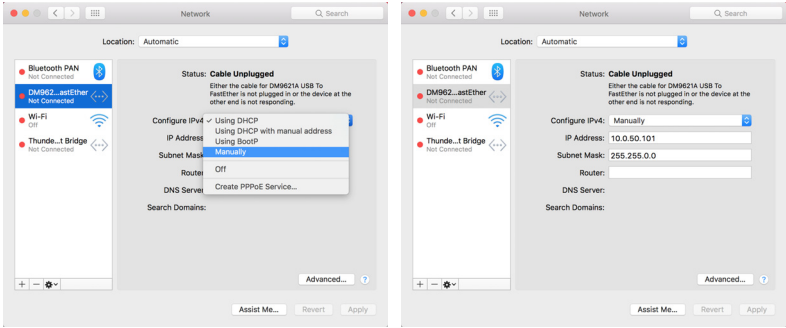 Network
Search
Location: Automatic
Bluetooth PAN
Not Connected
DM962...astEther
Not Connected
Wi-Fi
Off
Thunde...t Bridge
Not Connected
Status: Cable Unplugged
Either the cable for DM9621A USB To
FastEther is not plugged in or the device at the
other end is not responding.
Configure IPv4: ✓ Using DHCP
Using DHCP with manual address
Using BootP
Manually
Off
Create PPPoE Service...
IP Address
Subnet Mask
Router
DNS Server
Search Domains:
+ −
Advanced... ?
Assist Me... Revert Apply
Network
Search
Location: Automatic
Bluetooth PAN
Not Connected
DM962...astEther
Not Connected
Wi-Fi
Off
Thunde...t Bridge
Not Connected
Status: Cable Unplugged
Either the cable for DM9621A USB To
FastEther is not plugged in or the device at the
other end is not responding.
Configure IPv4: Manually
IP Address: 10.0.50.101
Subnet Mask: 255.255.0.0
Router:
DNS Server:
Search Domains:
+ −
Advanced... ?
Assist Me... Revert Apply